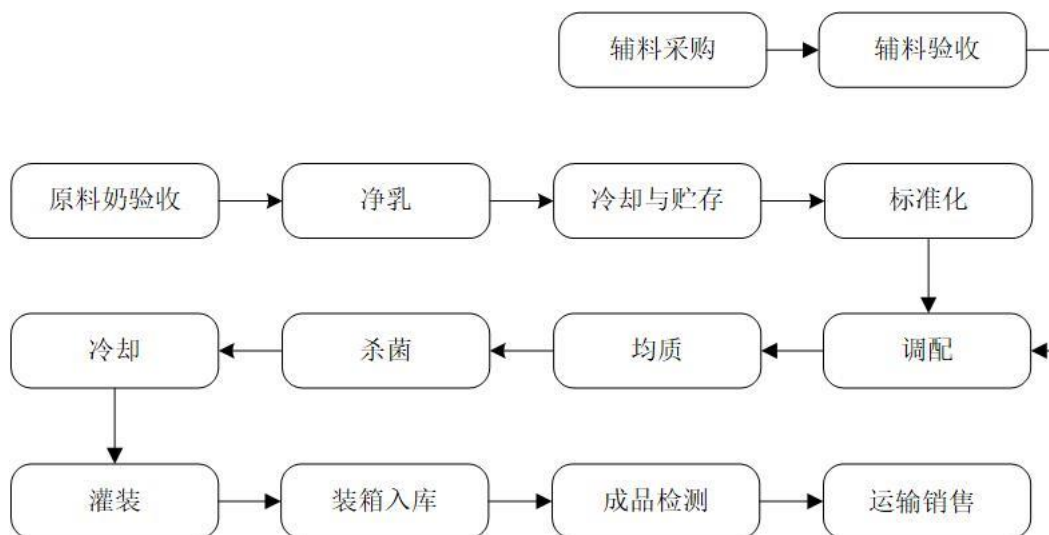 辅料采购
辅料验收
原料奶验收
净乳
冷却与贮存
标准化
冷却
杀菌
均质
调配
灌装
装箱入库
成品检测
运输销售